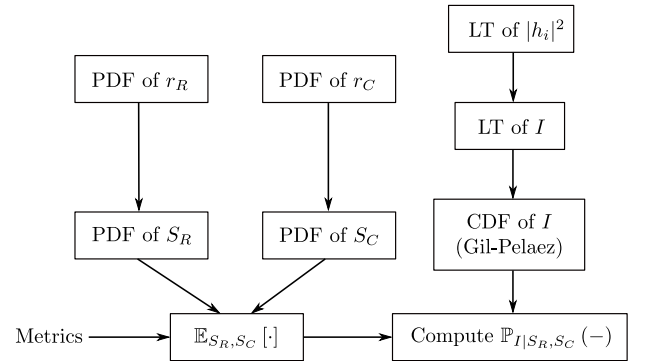 LT of |h_i|^2
PDF of r_R
PDF of r_C
LT of I
PDF of S_R
PDF of S_C
CDF of I
(Gil-Pelaez)
Metrics
𝔼_{S_R,S_C} [·]
Compute ℙ_{I|S_R,S_C} (−)